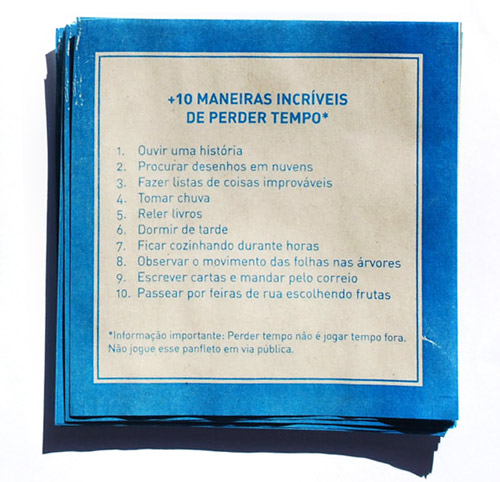 +10 MANEIRAS INCRÍVEIS
DE PERDER TEMPO*
1. Ouvir uma história
2. Procurar desenhos em nuvens
3. Fazer listas de coisas improváveis
4. Tomar chuva
5. Reler livros
6. Dormir de tarde
7. Ficar cozinhando durante horas
8. Observar o movimento das folhas nas árvores
9. Escrever cartas e mandar pelo correio
10. Passear por feiras de rua escolhendo frutas
*Informação importante: Perder tempo não é jogar tempo fora.
Não jogue esse panfleto em via pública.